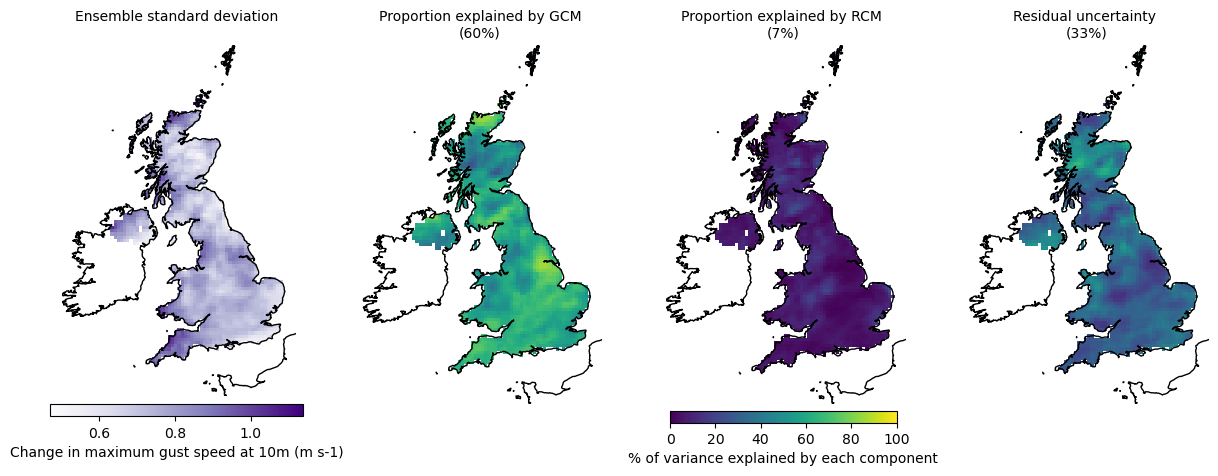 Ensemble standard deviation
Proportion explained by GCM
(60%)
Proportion explained by RCM
(7%)
Residual uncertainty
(33%)
0.6 0.8 1.0
Change in maximum gust speed at 10m (m s-1)
0 20 40 60 80 100
% of variance explained by each component